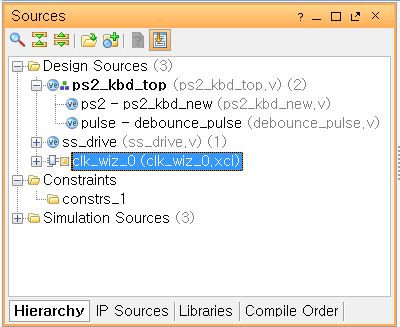 Sources
Design Sources (3)
ps2_kbd_top (ps2_kbd_top.v) (2)
ps2 - ps2_kbd_new (ps2_kbd_new.v)
pulse - debounce_pulse (debounce_pulse.v)
ss_drive (ss_drive.v) (1)
clk_wiz_0 (clk_wiz_0.xci)
Constraints
constrs_1
Simulation Sources (3)
Hierarchy IP Sources Libraries Compile Order